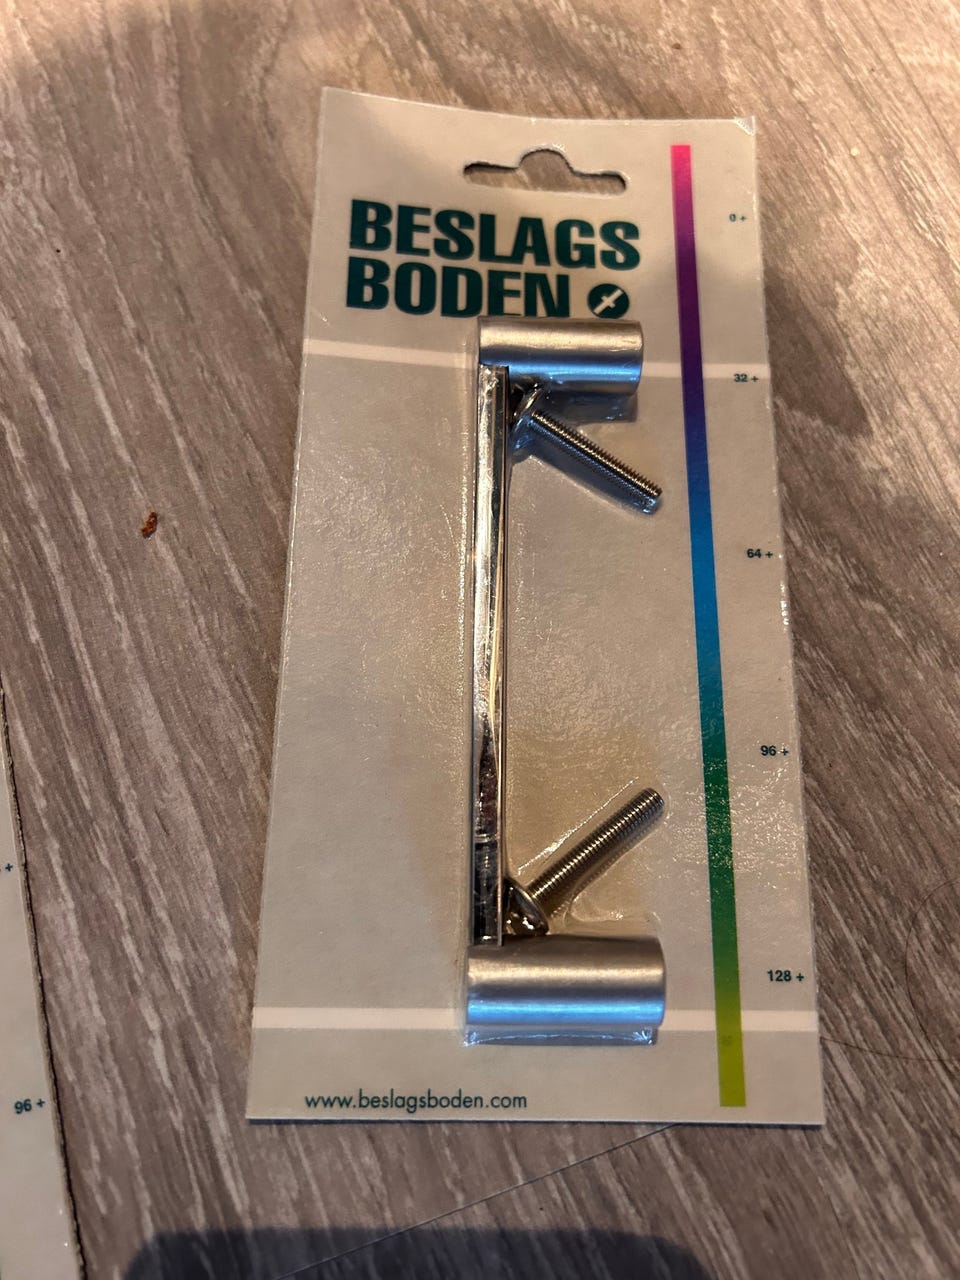 BESLAGS
BODEN
0+
32 +
64 +
96 +
128 +
www.beslagsboden.com
+
96 +